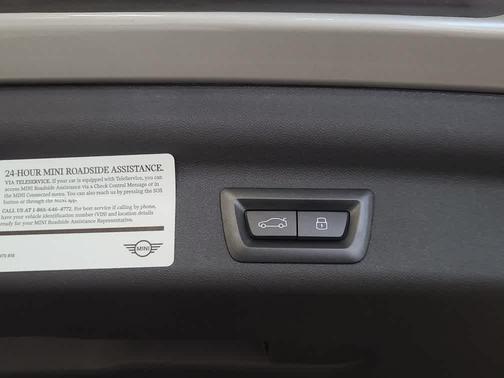 24-HOUR MINI ROADSIDE ASSISTANCE.
VIA TELESERVICE. If your car is equipped with TeleService, you can
access MINI Roadside Assistance via a Check Control Message or in
the MINI Connected menu. You can also reach us by pressing the SOS
button or through the MINI app.
CALL US AT 1-866-646-4772. For best service if calling by phone,
have your vehicle identification number (VIN) and location details
ready for your MINI Roadside Assistance Representative.
MINI